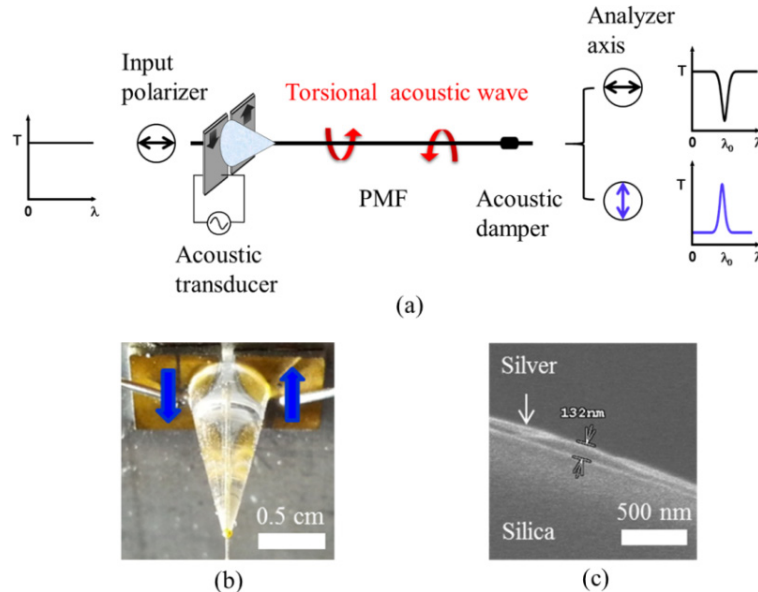 Analyzer
axis
Input
polarizer
T
0
λ
Torsional acoustic wave
T
0
λ₀
λ
PMF
Acoustic
damper
T
0
λ₀
λ
Acoustic
transducer
(a)
0.5 cm
(b)
Silver
132nm
Silica
500 nm
(c)